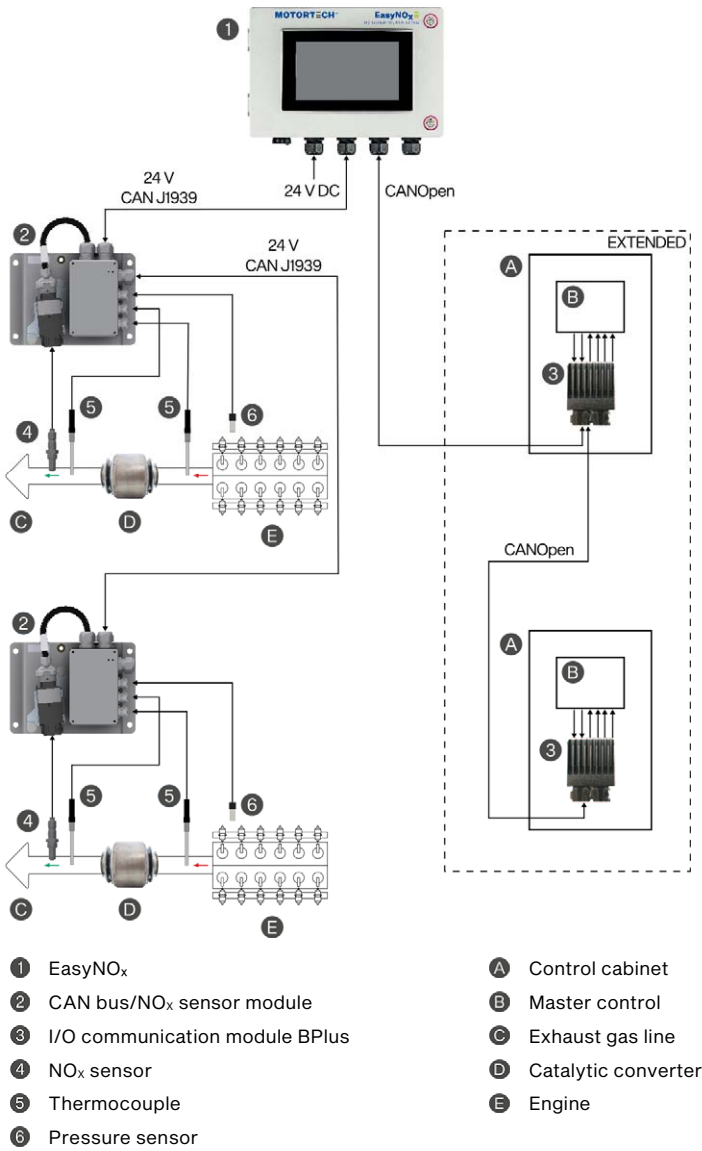 MOTORTECH
EasyNOx
1
24 V
CAN J1939
24 V DC
CANOpen
2
24 V
CAN J1939
EXTENDED
A
B
3
5
5
6
4
C
D
E
CANOpen
2
A
B
3
5
5
6
4
C
D
E
1 EasyNOx
2 CAN bus/NOx sensor module
3 I/O communication module BPlus
4 NOx sensor
5 Thermocouple
6 Pressure sensor
A Control cabinet
B Master control
C Exhaust gas line
D Catalytic converter
E Engine